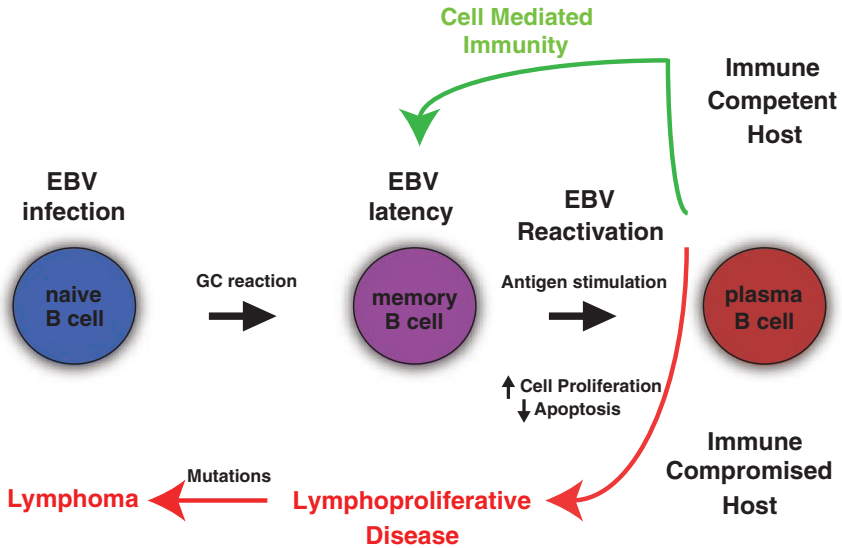 Cell Mediated
Immunity
Immune
Competent
Host
EBV
infection
EBV
latency
EBV
Reactivation
naive
B cell
GC reaction
memory
B cell
Antigen stimulation
plasma
B cell
Cell Proliferation
Apoptosis
Immune
Compromised
Host
Lymphoproliferative
Disease
Mutations
Lymphoma